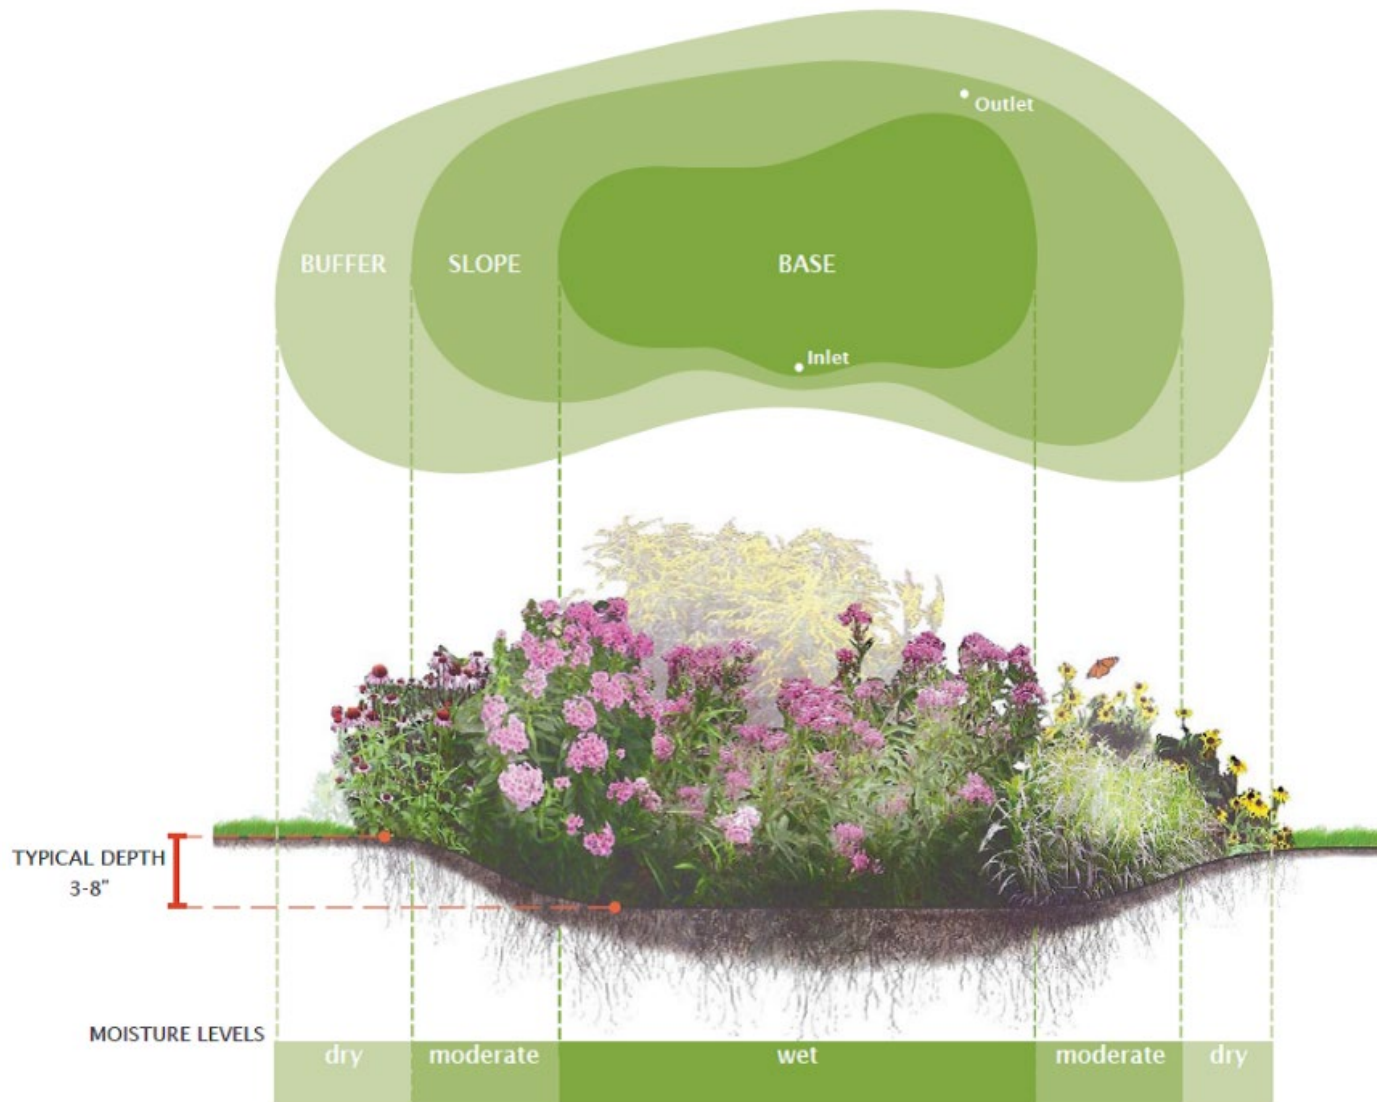 Outlet
BUFFER
SLOPE
BASE
Inlet
TYPICAL DEPTH
3-8"
MOISTURE LEVELS
dry
moderate
wet
moderate
dry